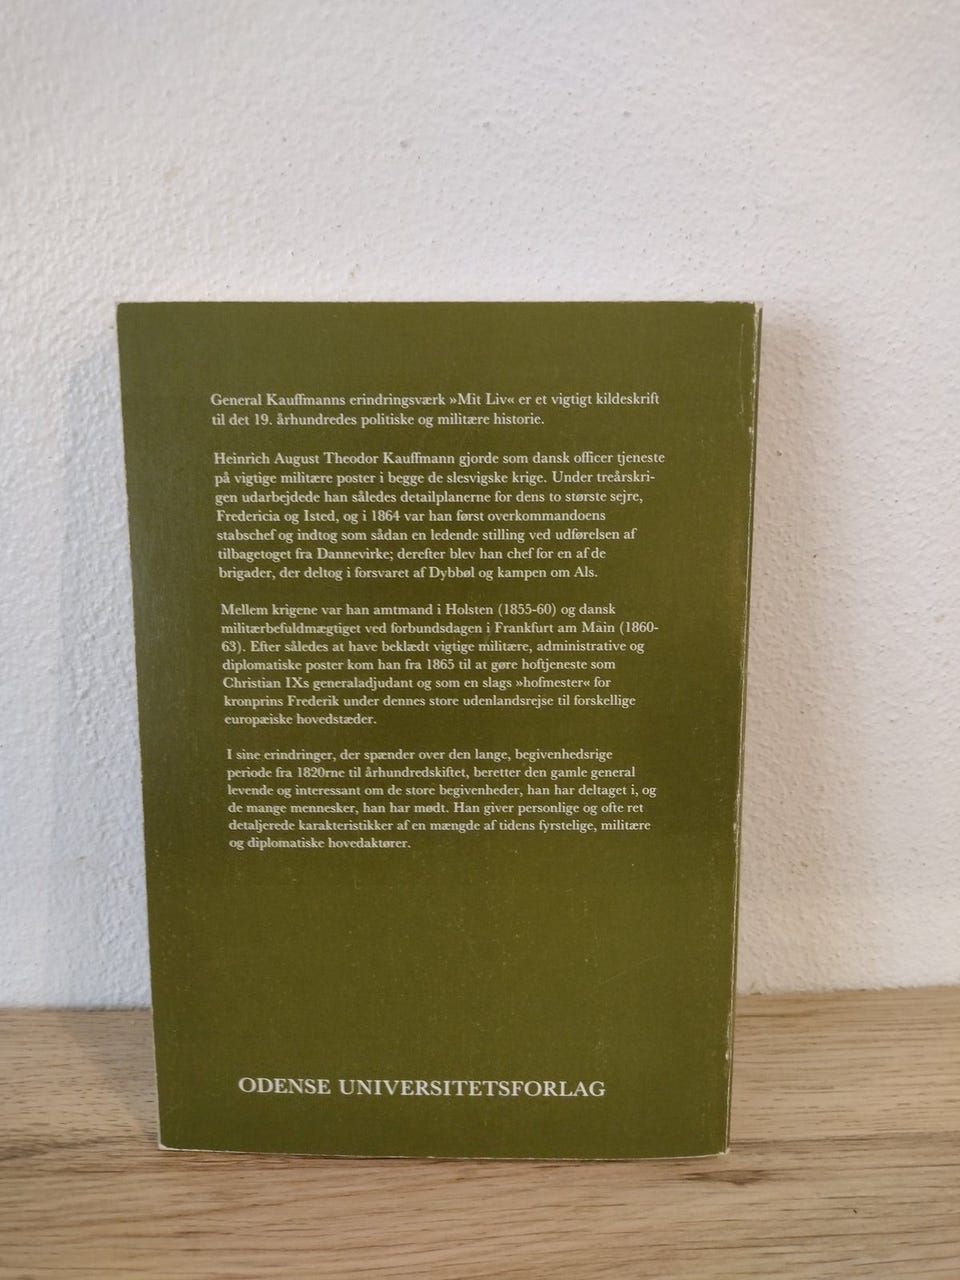 General Kauffmanns erindringsværk »Mit Liv« er et vigtigt kildeskrift
til det 19. århundredes politiske og militære historie.
Heinrich August Theodor Kauffmann gjorde som dansk officer tjeneste
på vigtige militære poster i begge de slesvigske krige. Under treårskri-
gen udarbejdede han således detailplanerne for dens to største sejre,
Fredericia og Isted, og i 1864 var han først overkommandoens
stabschef og indtog som sådan en ledende stilling ved udførelsen af
tilbagetoget fra Dannevirke; derefter blev han chef for en af de
brigader, der deltog i forsvaret af Dybbøl og kampen om Als.
Mellem krigene var han amtmand i Holsten (1855-60) og dansk
militærbefuldmægtiget ved forbundsdagen i Frankfurt am Main (1860-
63). Efter således at have beklædt vigtige militære, administrative og
diplomatiske poster kom han fra 1865 til at gøre hoftjeneste som
Christian IXs generaladjudant og som en slags »hofmester« for
kronprins Frederik under dennes store udenlandsrejse til forskellige
europæiske hovedstæder.
I sine erindringer, der spænder over den lange, begivenhedsrige
periode fra 1820rne til århundredskiftet, beretter den gamle general
levende og interessant om de store begivenheder, han har deltaget i, og
de mange mennesker, han har mødt. Han giver personlige og ofte ret
detaljerede karakteristikker af en mængde af tidens fyrstelige, militære
og diplomatiske hovedaktører.
ODENSE UNIVERSITETSFORLAG